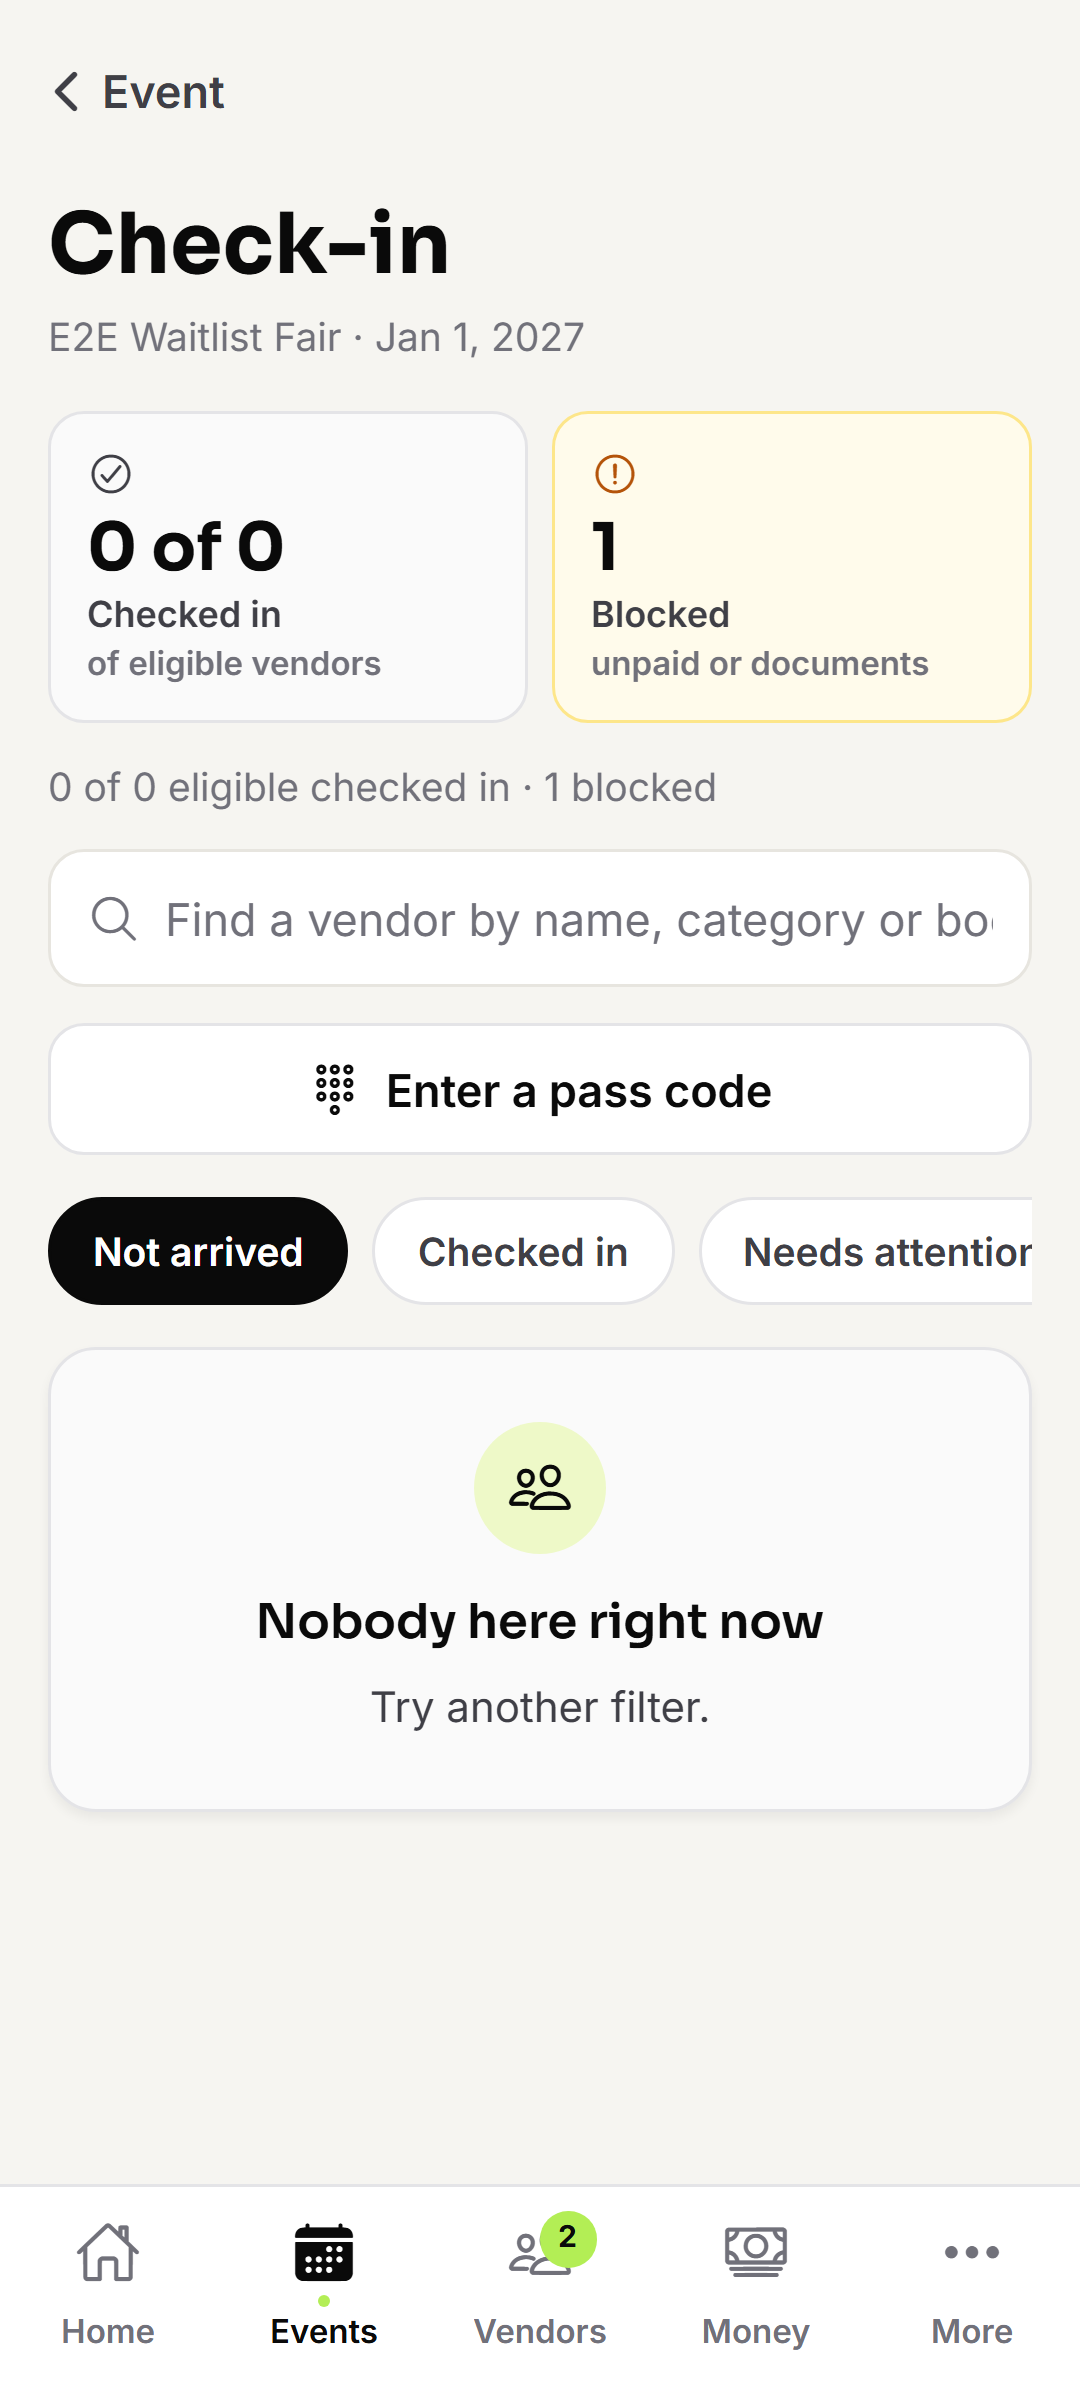 Event
Check-in
E2E Waitlist Fair · Jan 1, 2027
0 of 0
Checked in
of eligible vendors
1
Blocked
unpaid or documents
0 of 0 eligible checked in · 1 blocked
Find a vendor by name, category or
Enter a pass code
Not arrived
Checked in
Needs attention
Nobody here right now
Try another filter.
2
Home
Events
Vendors
Money
More